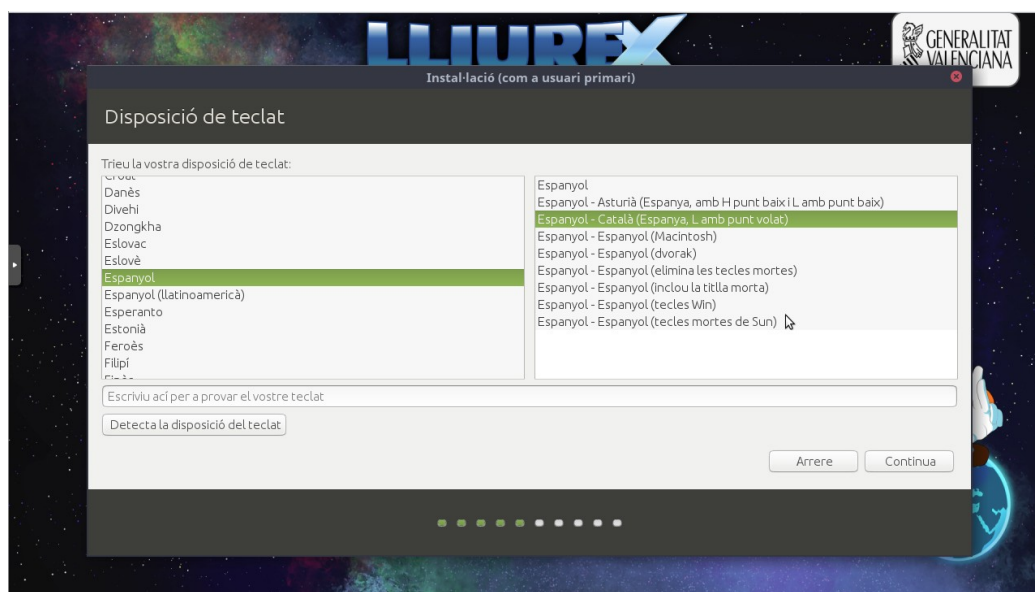 LLIUREX
GENERALITAT
VALENCIANA
Instal·lació (com a usuari primari)
Disposició de teclat
Trieu la vostra disposició de teclat:
Croat
Danès
Divehi
Dzongkha
Eslovac
Eslovè
Espanyol
Espanyol (llatinoamericà)
Esperanto
Estonià
Feroès
Filipí
Espanyol
Espanyol - Asturià (Espanya, amb H punt baix i L amb punt baix)
Espanyol - Català (Espanya, L amb punt volat)
Espanyol - Espanyol (Macintosh)
Espanyol - Espanyol (dvorak)
Espanyol - Espanyol (elimina les tecles mortes)
Espanyol - Espanyol (inclou la titlla morta)
Espanyol - Espanyol (tecles Win)
Espanyol - Espanyol (tecles mortes de Sun)
Escriviu ací per a provar el vostre teclat
Detecta la disposició del teclat
Arrere
Continua